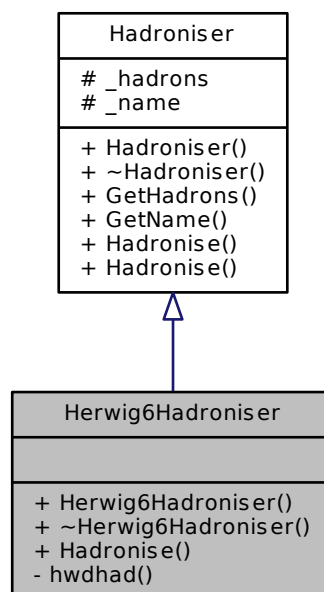 Hadroniser
# _hadrons
# _name
+ Hadroniser()
+ ~Hadroniser()
+ GetHadrons()
+ GetName()
+ Hadronise()
+ Hadronise()
Herwig6Hadroniser
+ Herwig6Hadroniser()
+ ~Herwig6Hadroniser()
+ Hadronise()
- hwdhad()